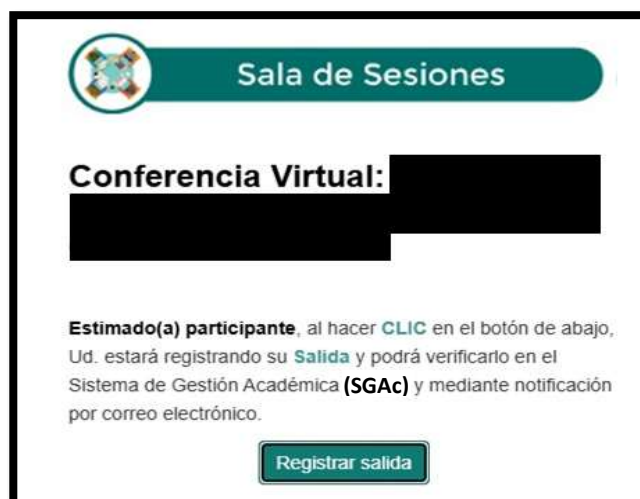 Sala de Sesiones
Conferencia Virtual:
Estimado(a) participante, al hacer CLIC en el botón de abajo,
Ud. estará registrando su Salida y podrá verificarlo en el
Sistema de Gestión Académica (SGAc) y mediante notificación
por correo electrónico.
Registrar salida